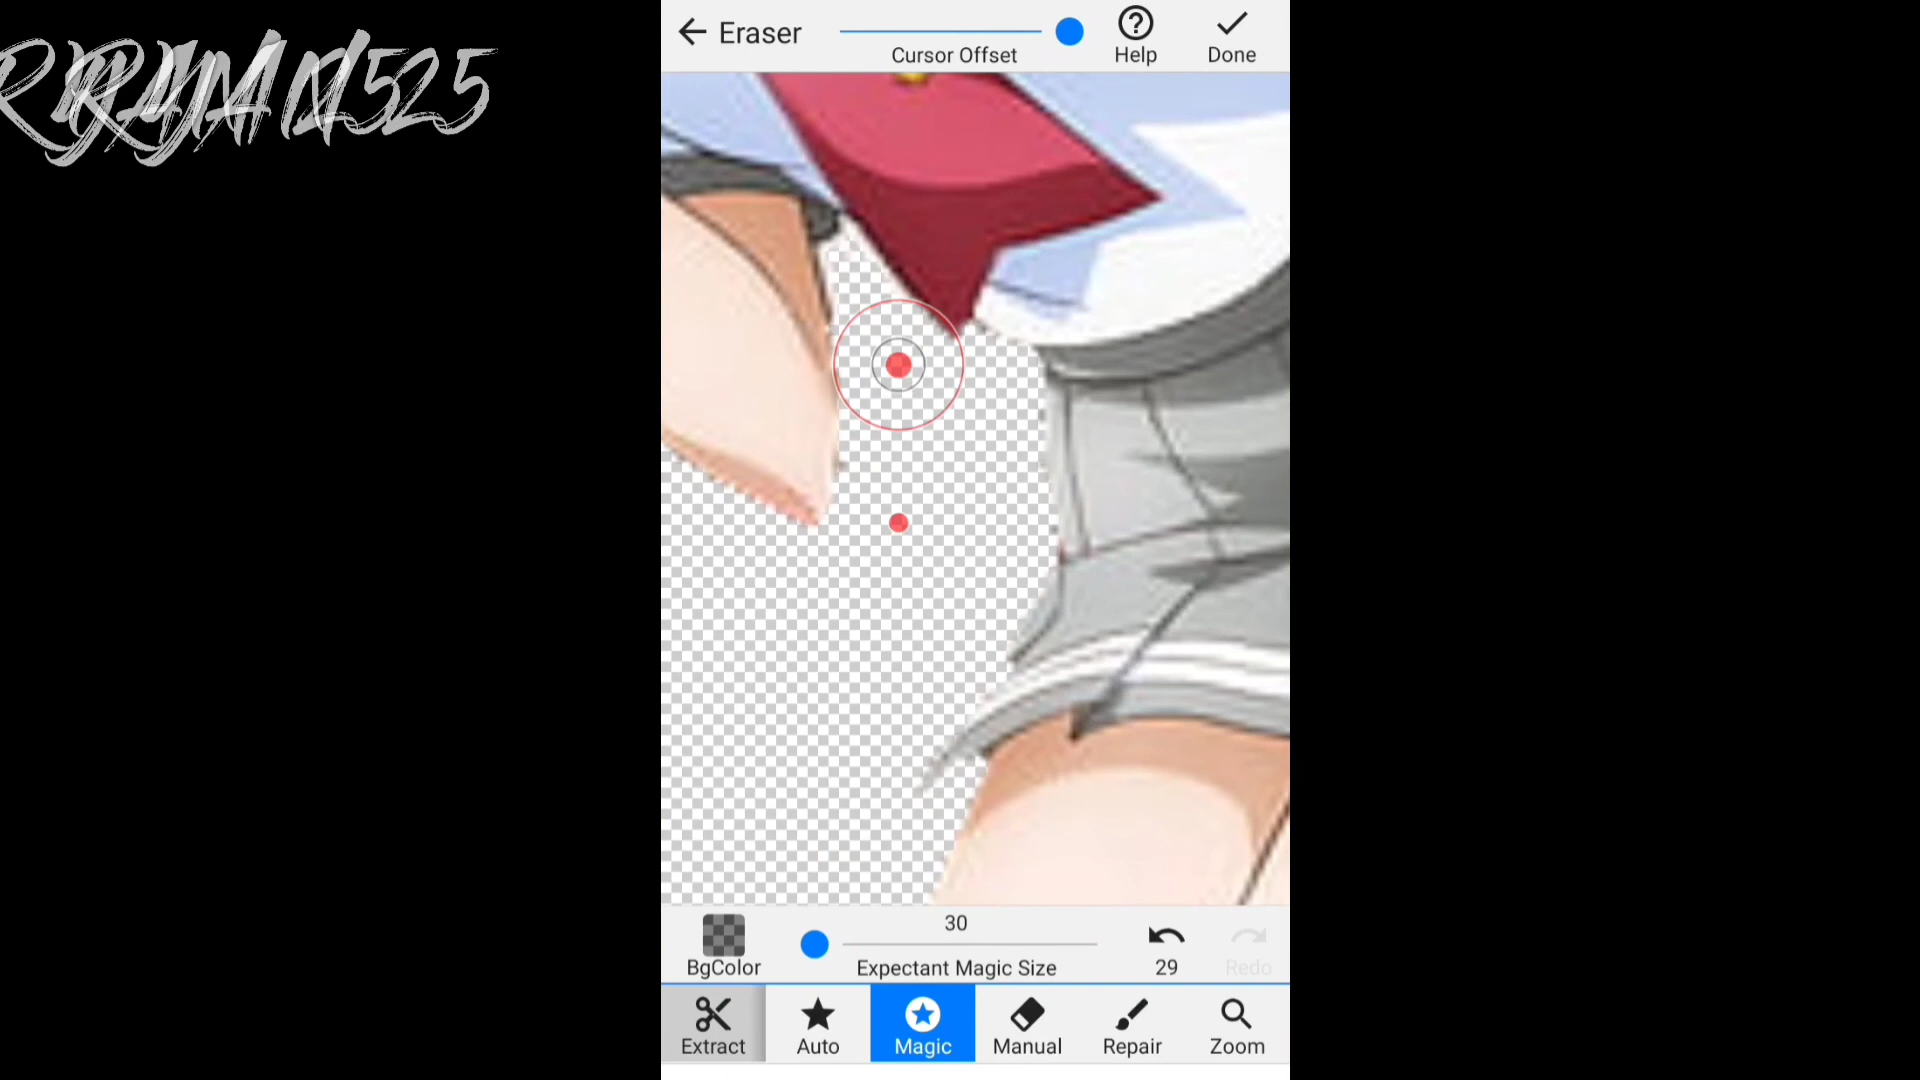 Eraser
Cursor Offset
Help
Done
30
BgColor
Expectant Magic Size
29
Redo
Extract
Auto
Magic
Manual
Repair
Zoom